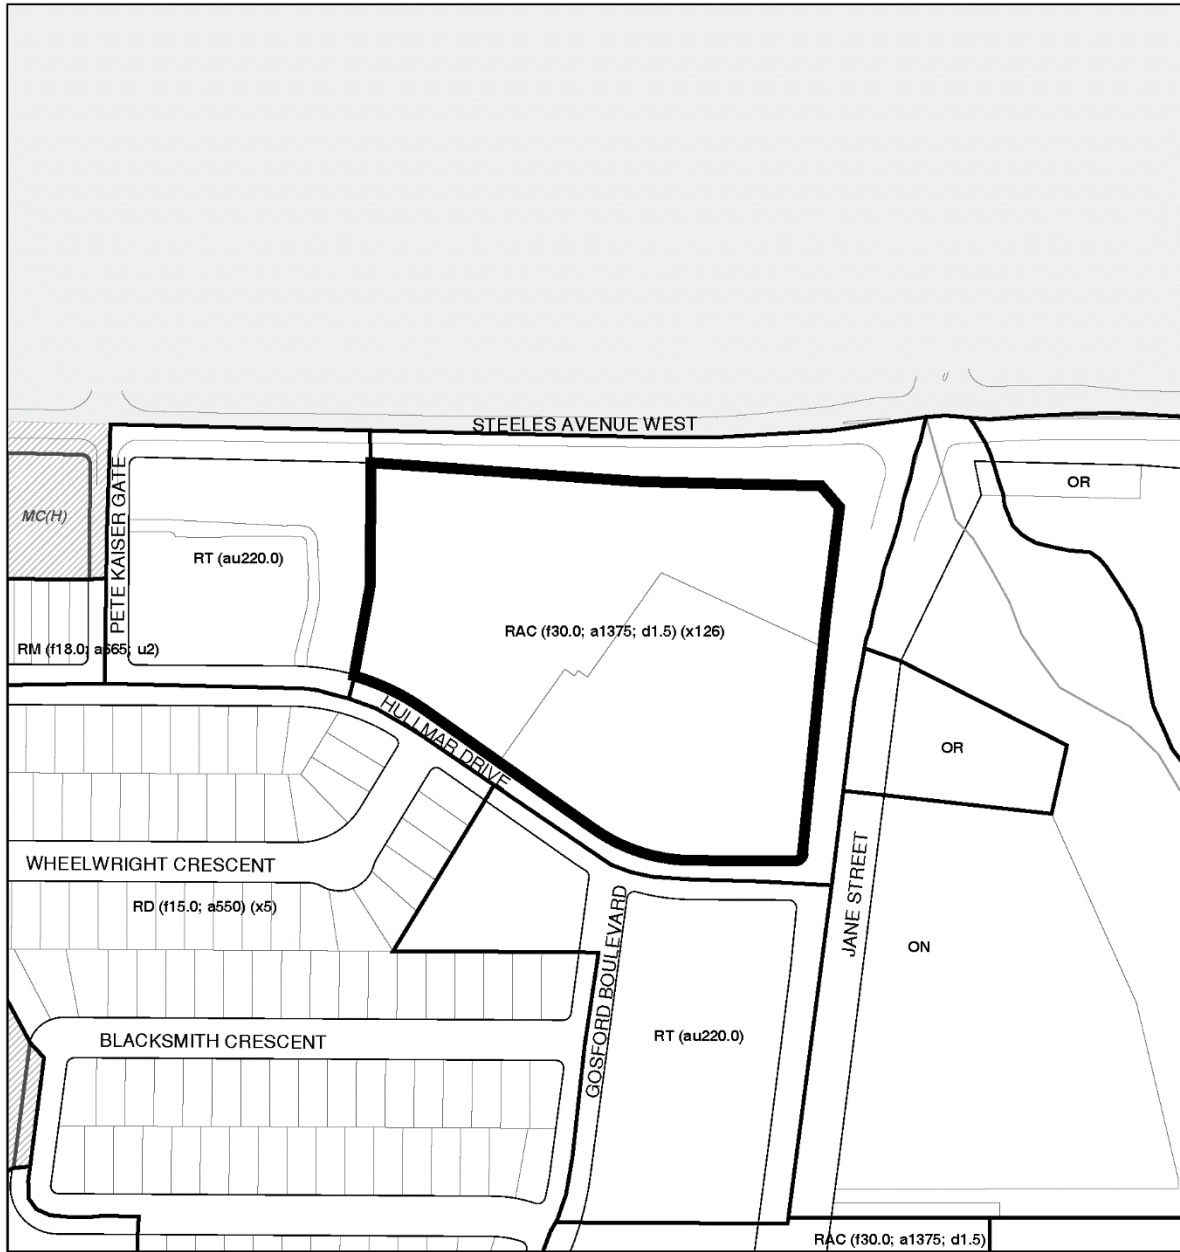 STEELES AVENUE WEST
OR
MC(H)
PETE KAISER GATE
RT (au220.0)
RAC (f30.0; a1375; d1.5) (x126)
RM (f18.0; a665; u2)
HULLMAR DRIVE
OR
WHEELWRIGHT CRESCENT
RD (f15.0; a550) (x5)
JANE STREET
ON
GOSFORD BOULEVARD
BLACKSMITH CRESCENT
RT (au220.0)
RAC (f30.0; a1375; d1.5)